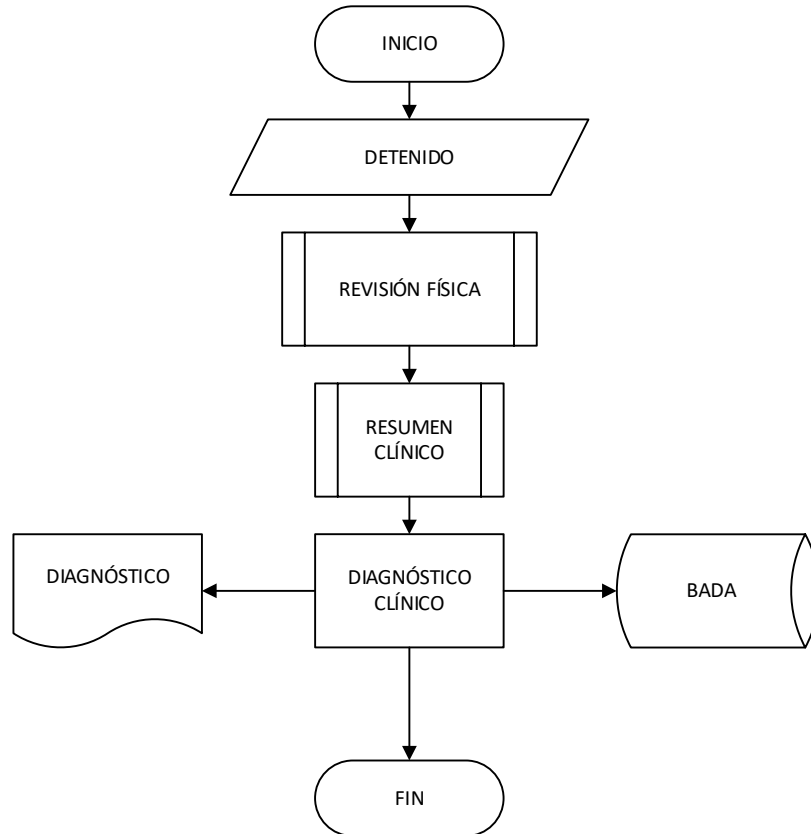 INICIO
DETENIDO
REVISIÓN FÍSICA
RESUMEN
CLÍNICO
DIAGNÓSTICO
DIAGNÓSTICO
CLÍNICO
BADA
FIN